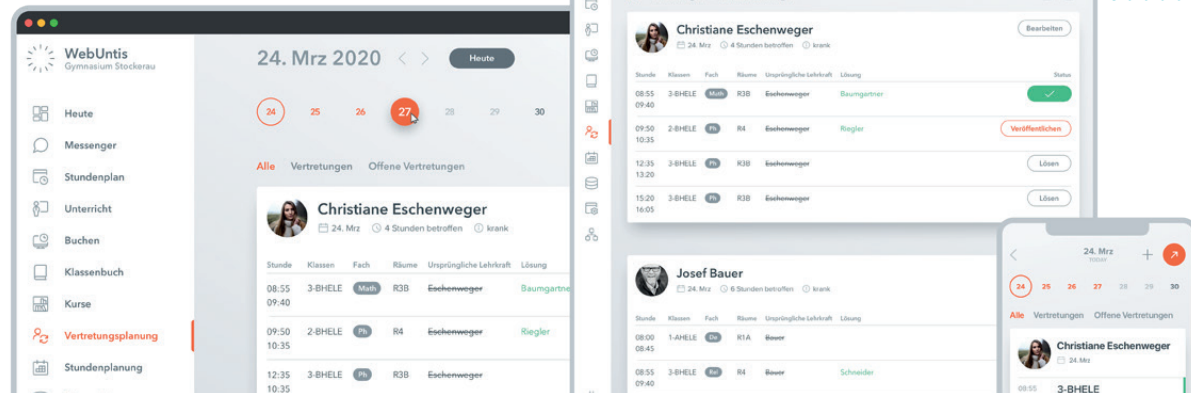 WebUntis
Gymnasium Stockerau
Heute
Messenger
Stundenplan
Unterricht
Buchen
Klassenbuch
Kurse
Vertretungsplanung
Stundenplanung
24. Mrz 2020 < > Heute
24 25 26 27 28 29 30
Alle Vertretungen Offene Vertretungen
Christiane Eschenweger
24. Mrz 4 Stunden betroffen krank
Stunde Klassen Fach Räume Ursprüngliche Lehrkraft Lösung
08:55 3-BHELE Math R3B Eschenweger Baumgartne
09:40
09:50 2-BHELE Ph R4 Eschenweger Riegler
10:35
12:35 3-BHELE Ph R3B Eschenweger
10:35
Christiane Eschenweger Bearbeiten
24. Mrz 4 Stunden betroffen krank
Stunde Klassen Fach Räume Ursprüngliche Lehrkraft Lösung Status
08:55 3-BHELE Math R3B Eschenweger Baumgartner
09:40
09:50 2-BHELE Ph R4 Eschenweger Riegler Veröffentlichen
10:35
12:35 3-BHELE Ph R3B Eschenweger Lösen
13:20
15:20 3-BHELE Ph R3B Eschenweger Lösen
16:05
Josef Bauer
24. Mrz 6 Stunden betroffen krank
Stunde Klassen Fach Räume Ursprüngliche Lehrkraft Lösung
08:00 1-AHELE De R1A Bauer
08:45
08:55 3-BHELE Rel R4 Bauer Schneider
09:40
24. Mrz
TODAY
24 25 26 27 28 29 30
Alle Vertretungen Offene Vertretungen
Christiane Eschenweger
24. Mrz
08:55 3-BHELE